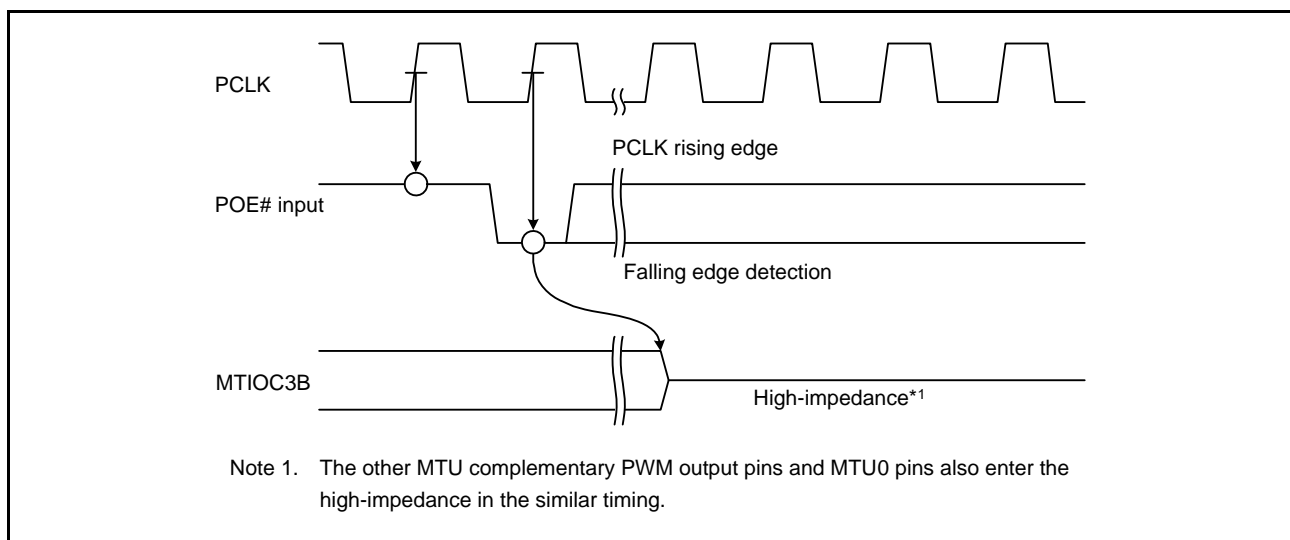 PCLK
PCLK rising edge
POE# input
Falling edge detection
MTIOC3B
High-impedance*1
Note 1. The other MTU complementary PWM output pins and MTU0 pins also enter the
high-impedance in the similar timing.